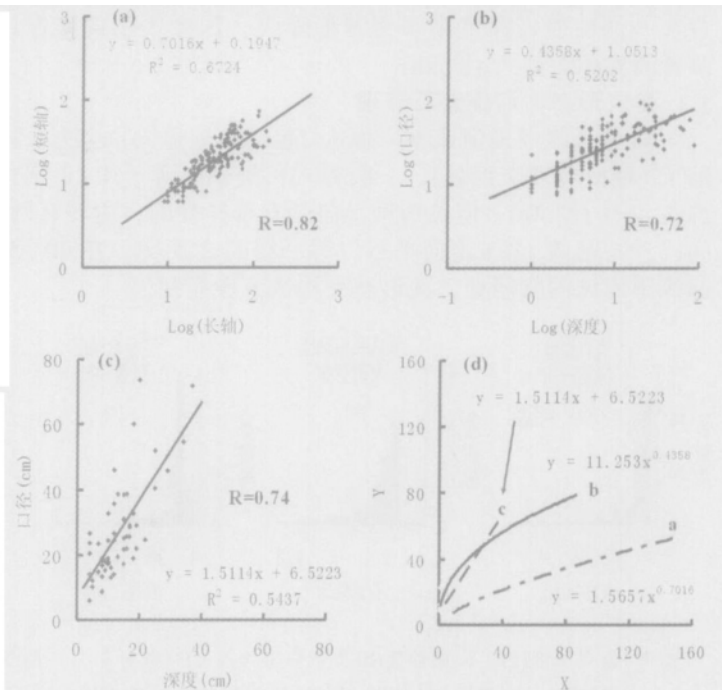 (a)
3
y = 0.7016x + 0.1947
R² = 0.6724
2
Log(短轴)
1
R=0.82
0
0 1 2 3
Log(长轴)
(b)
3
y = 0.4358x + 1.0513
R² = 0.5202
2
Log(口径)
1
R=0.72
0
-1 0 1 2
Log(深度)
(c)
80
60
口径(cm)
40
R=0.74
20
y = 1.5114x + 6.5223
R² = 0.5437
0
0 20 40 60 80
深度(cm)
(d)
160
y = 1.5114x + 6.5223
120
y = 11.253x^0.4358
Y
80
c
b
a
40
y = 1.5657x^0.7016
0
0 40 80 120 160
X